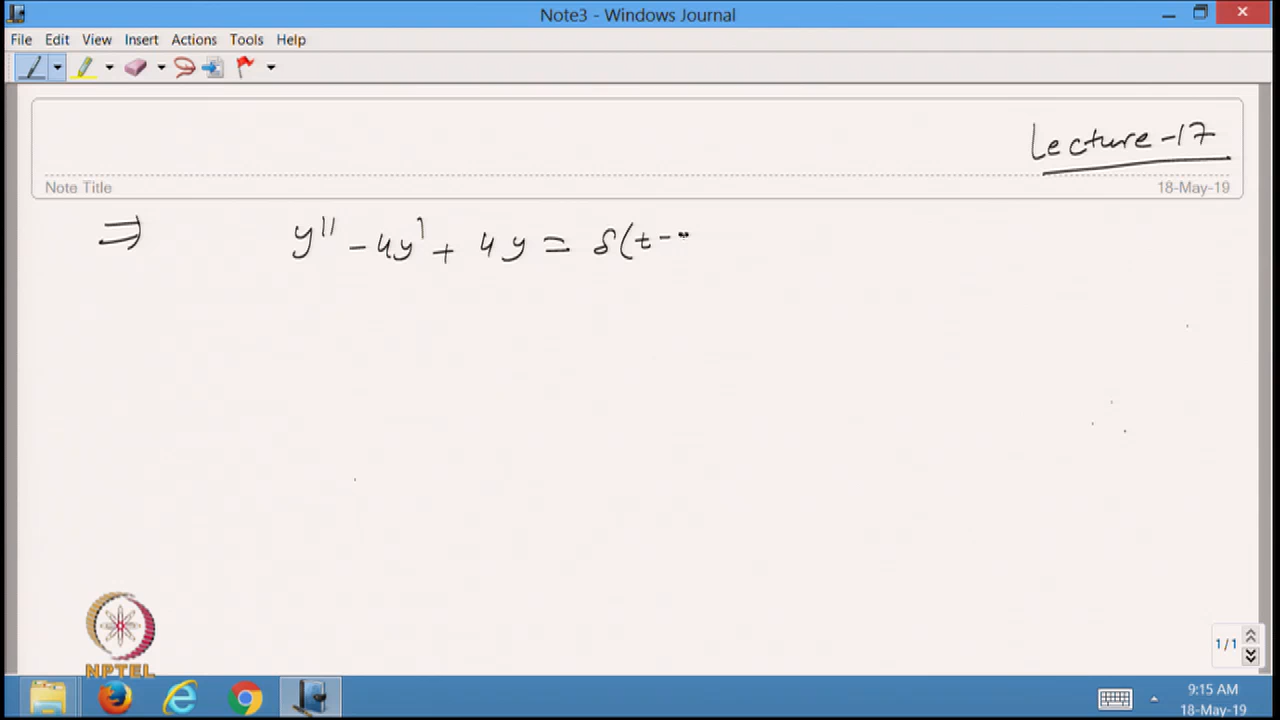 Note3 - Windows Journal
File Edit View Insert Actions Tools Help
Lecture-17
Note Title
18-May-19
⇒ y'' - 4y' + 4y = δ(t-
1/1
NPTEL
9:15 AM
18-May-19